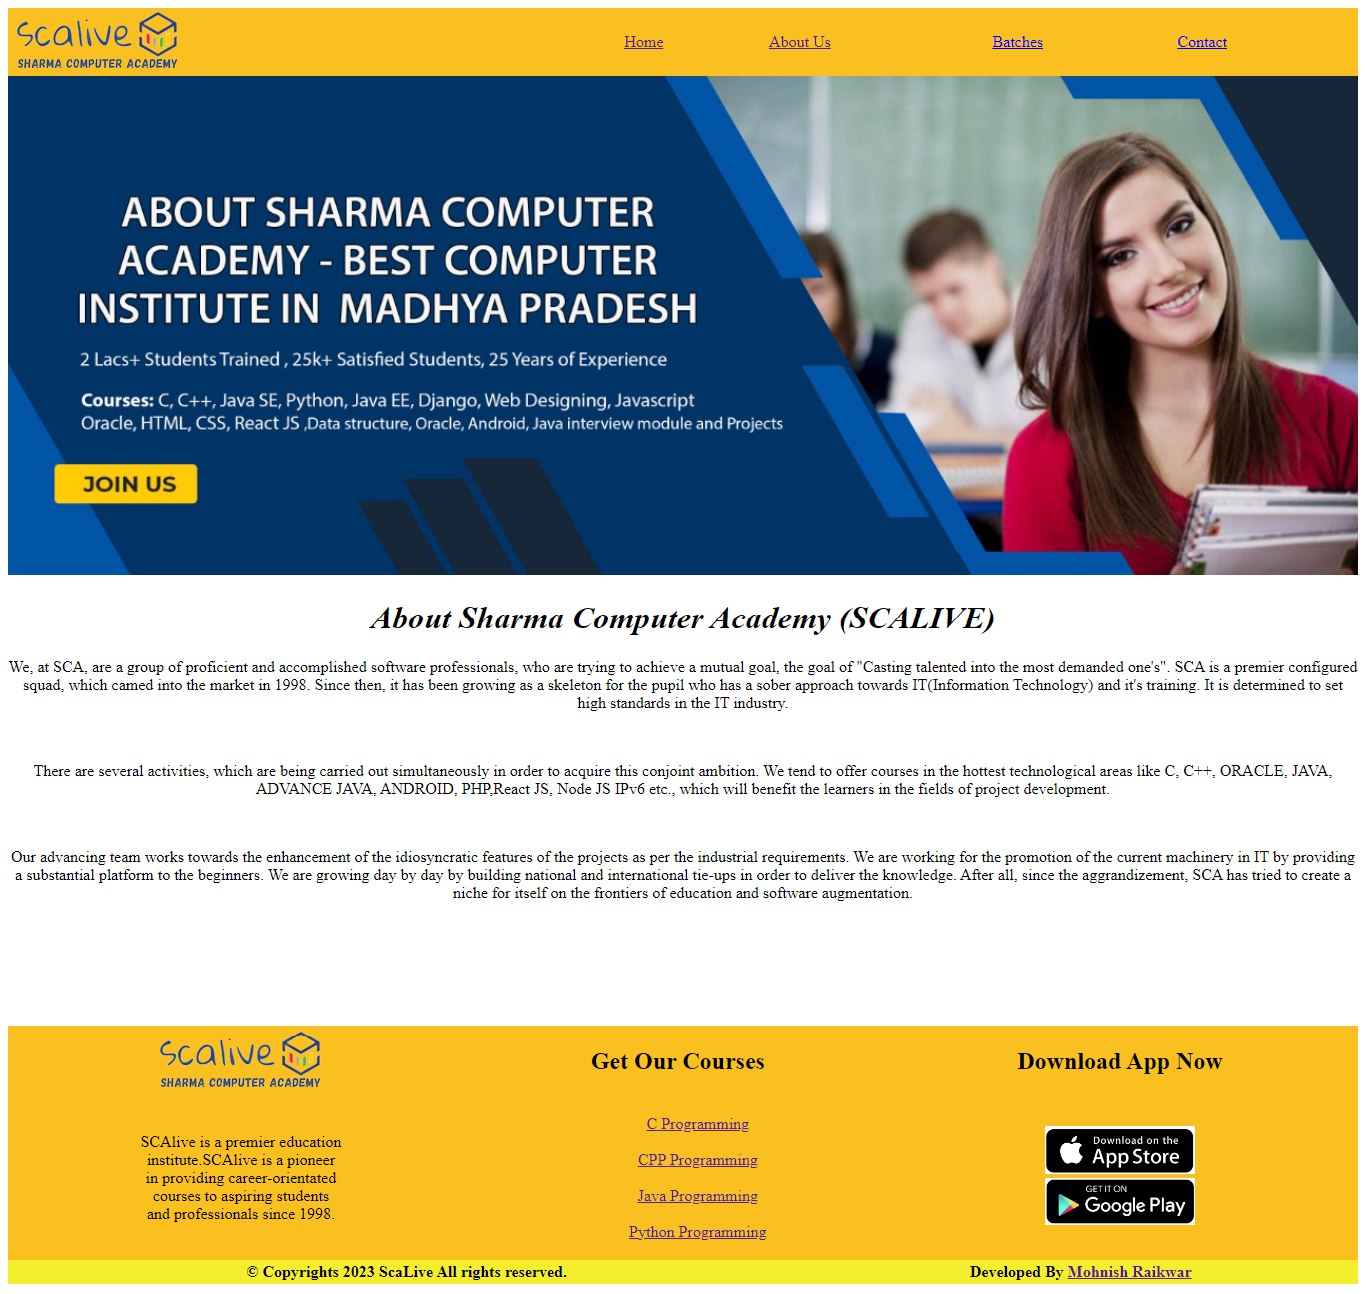 scalive
SHARMA COMPUTER ACADEMY
Home About Us Batches Contact
ABOUT SHARMA COMPUTER
ACADEMY - BEST COMPUTER
INSTITUTE IN MADHYA PRADESH
2 Lacs+ Students Trained , 25k+ Satisfied Students, 25 Years of Experience
Courses: C, C++, Java SE, Python, Java EE, Django, Web Designing, Javascript
Oracle, HTML, CSS, React JS ,Data structure, Oracle, Android, Java interview module and Projects
JOIN US
About Sharma Computer Academy (SCALIVE)
We, at SCA, are a group of proficient and accomplished software professionals, who are trying to achieve a mutual goal, the goal of "Casting talented into the most demanded one's". SCA is a premier configured
squad, which camed into the market in 1998. Since then, it has been growing as a skeleton for the pupil who has a sober approach towards IT(Information Technology) and it's training. It is determined to set
high standards in the IT industry.
There are several activities, which are being carried out simultaneously in order to acquire this conjoint ambition. We tend to offer courses in the hottest technological areas like C, C++, ORACLE, JAVA,
ADVANCE JAVA, ANDROID, PHP,React JS, Node JS IPv6 etc., which will benefit the learners in the fields of project development.
Our advancing team works towards the enhancement of the idiosyncratic features of the projects as per the industrial requirements. We are working for the promotion of the current machinery in IT by providing
a substantial platform to the beginners. We are growing day by day by building national and international tie-ups in order to deliver the knowledge. After all, since the aggrandizement, SCA has tried to create a
niche for itself on the frontiers of education and software augmentation.
scalive
SHARMA COMPUTER ACADEMY
SCAlive is a premier education
institute.SCAlive is a pioneer
in providing career-orientated
courses to aspiring students
and professionals since 1998.
Get Our Courses
C Programming
CPP Programming
Java Programming
Python Programming
Download App Now
Download on the
App Store
GET IT ON
Google Play
© Copyrights 2023 ScaLive All rights reserved.
Developed By Mohnish Raikwar